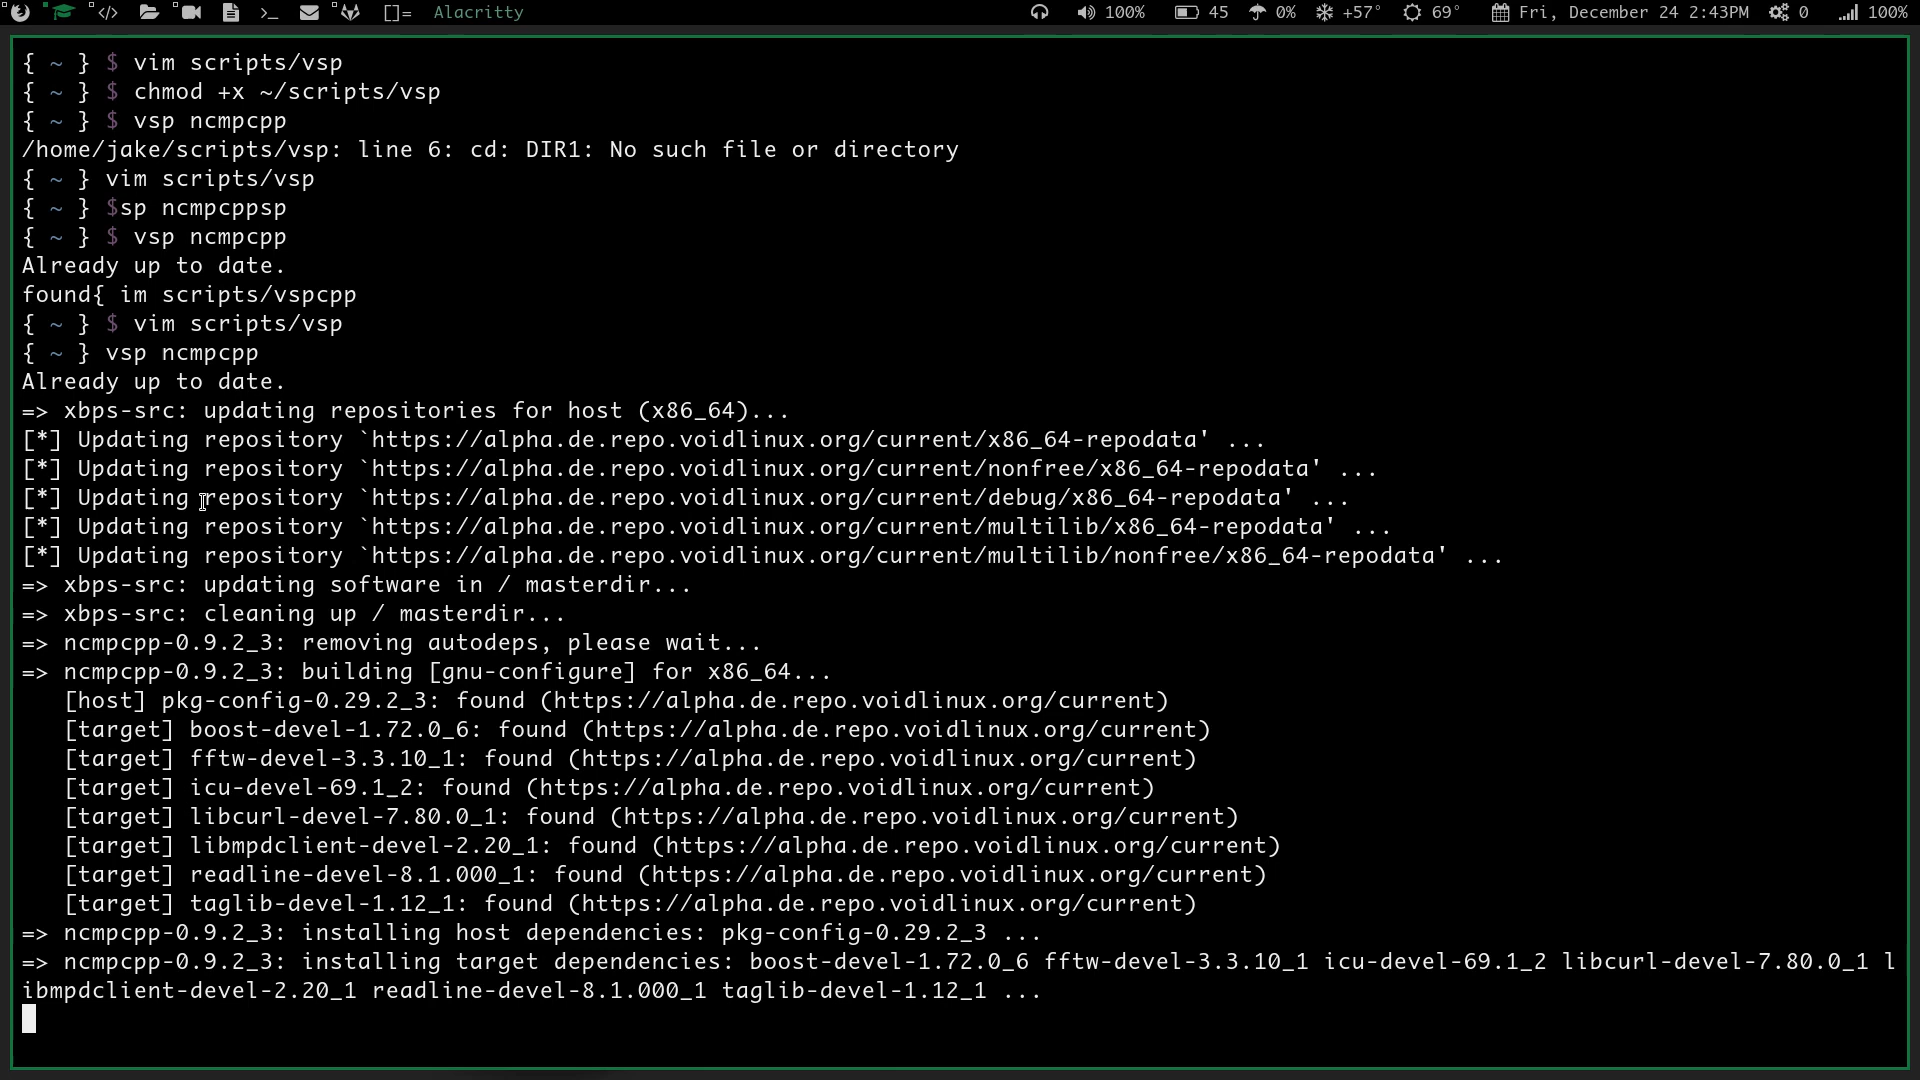 </> >_ []= Alacritty 100% 45 0% +57° 69° Fri, December 24 2:43PM 0 100%
{ ~ } $ vim scripts/vsp
{ ~ } $ chmod +x ~/scripts/vsp
{ ~ } $ vsp ncmpcpp
/home/jake/scripts/vsp: line 6: cd: DIR1: No such file or directory
{ ~ } vim scripts/vsp
{ ~ } $sp ncmpcppsp
{ ~ } $ vsp ncmpcpp
Already up to date.
found{ im scripts/vspcpp
{ ~ } $ vim scripts/vsp
{ ~ } vsp ncmpcpp
Already up to date.
=> xbps-src: updating repositories for host (x86_64)...
[*] Updating repository `https://alpha.de.repo.voidlinux.org/current/x86_64-repodata' ...
[*] Updating repository `https://alpha.de.repo.voidlinux.org/current/nonfree/x86_64-repodata' ...
[*] Updating repository `https://alpha.de.repo.voidlinux.org/current/debug/x86_64-repodata' ...
[*] Updating repository `https://alpha.de.repo.voidlinux.org/current/multilib/x86_64-repodata' ...
[*] Updating repository `https://alpha.de.repo.voidlinux.org/current/multilib/nonfree/x86_64-repodata' ...
=> xbps-src: updating software in / masterdir...
=> xbps-src: cleaning up / masterdir...
=> ncmpcpp-0.9.2_3: removing autodeps, please wait...
=> ncmpcpp-0.9.2_3: building [gnu-configure] for x86_64...
   [host] pkg-config-0.29.2_3: found (https://alpha.de.repo.voidlinux.org/current)
   [target] boost-devel-1.72.0_6: found (https://alpha.de.repo.voidlinux.org/current)
   [target] fftw-devel-3.3.10_1: found (https://alpha.de.repo.voidlinux.org/current)
   [target] icu-devel-69.1_2: found (https://alpha.de.repo.voidlinux.org/current)
   [target] libcurl-devel-7.80.0_1: found (https://alpha.de.repo.voidlinux.org/current)
   [target] libmpdclient-devel-2.20_1: found (https://alpha.de.repo.voidlinux.org/current)
   [target] readline-devel-8.1.000_1: found (https://alpha.de.repo.voidlinux.org/current)
   [target] taglib-devel-1.12_1: found (https://alpha.de.repo.voidlinux.org/current)
=> ncmpcpp-0.9.2_3: installing host dependencies: pkg-config-0.29.2_3 ...
=> ncmpcpp-0.9.2_3: installing target dependencies: boost-devel-1.72.0_6 fftw-devel-3.3.10_1 icu-devel-69.1_2 libcurl-devel-7.80.0_1 l
ibmpdclient-devel-2.20_1 readline-devel-8.1.000_1 taglib-devel-1.12_1 ...